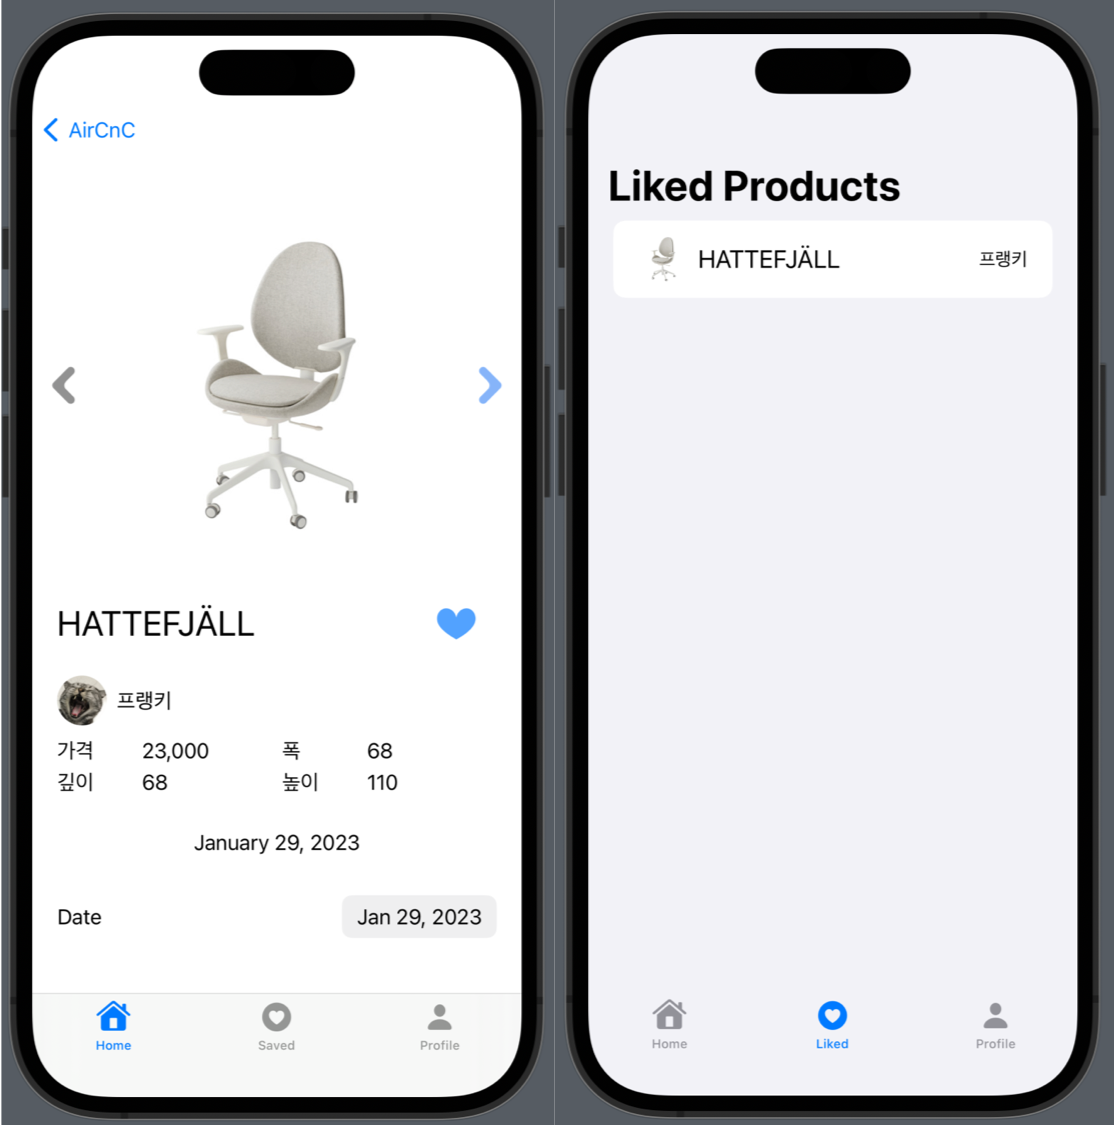 AirCnC
HATTEFJÄLL
프랭키
가격 23,000 폭 68
깊이 68 높이 110
January 29, 2023
Date Jan 29, 2023
Home Saved Profile
Liked Products
HATTEFJÄLL 프랭키
Home Liked Profile